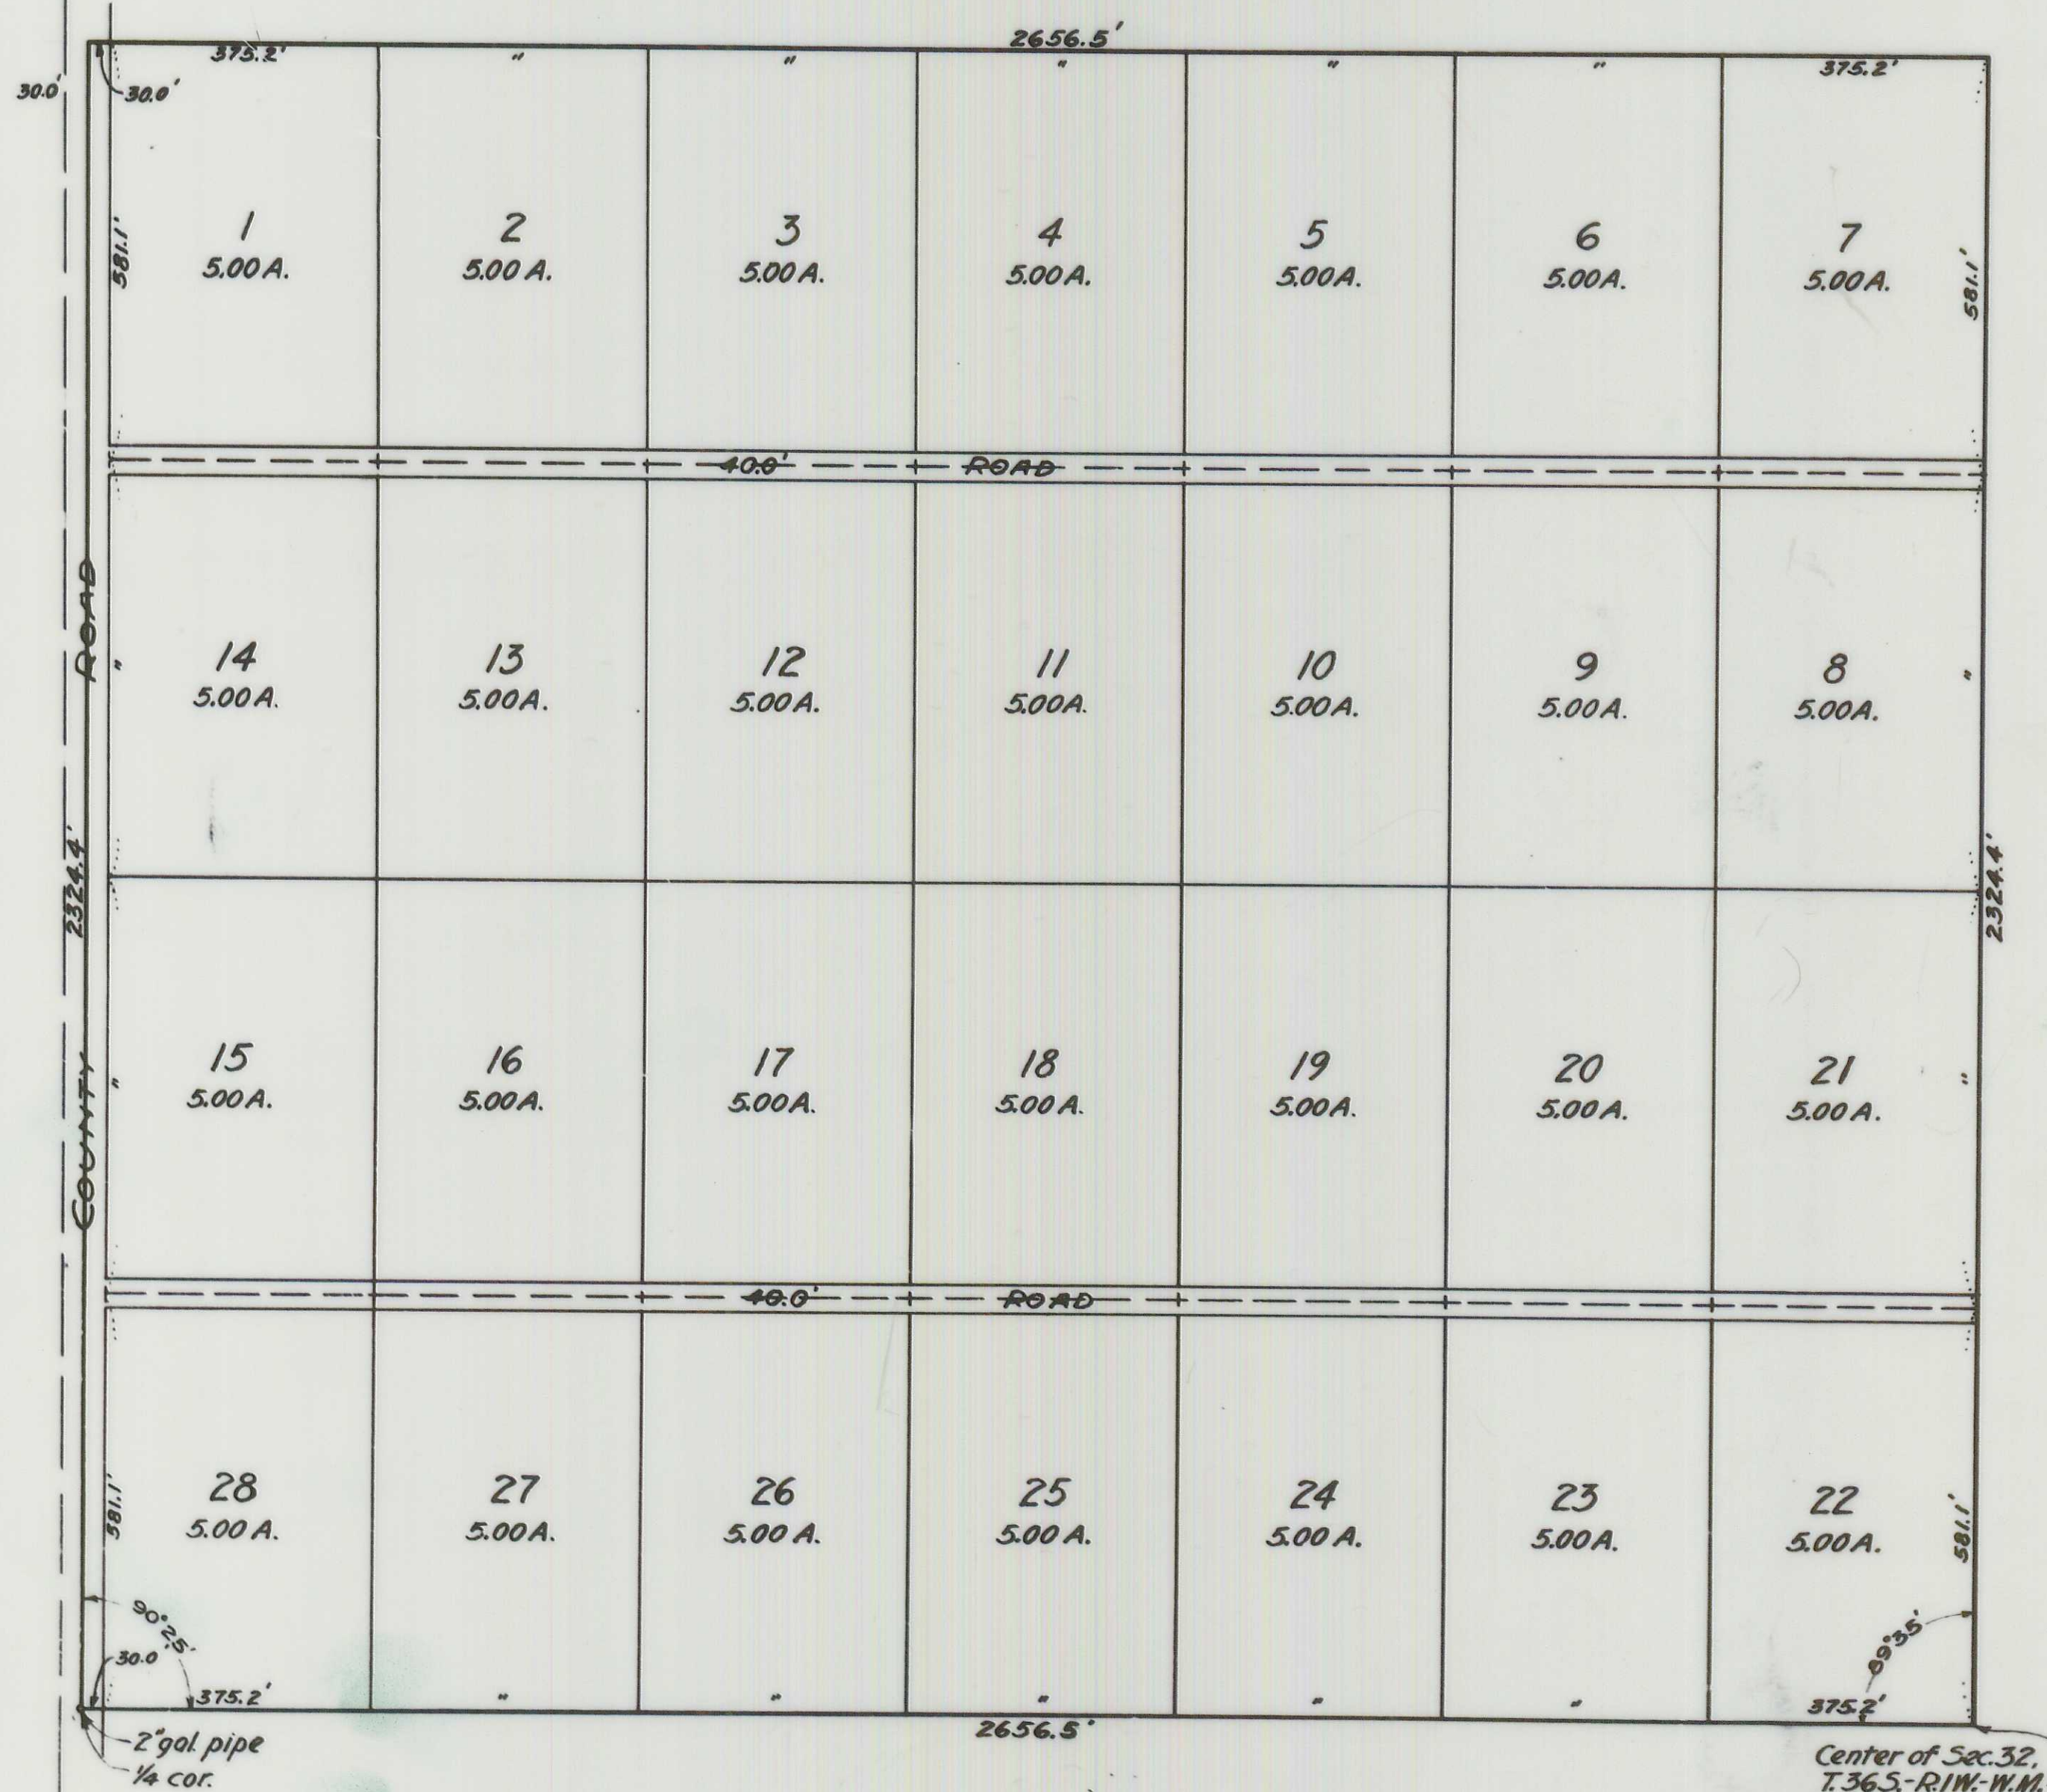 2656.5'
375.2'
"
"
"
"
"
375.2'
30.0'
30.0'
581.1'
1
5.00 A.
2
5.00 A.
3
5.00 A.
4
5.00 A.
5
5.00 A.
6
5.00 A.
7
5.00 A.
581.1'
40.0' ROAD
COUNTY ROAD
2324.4'
"
14
5.00 A.
13
5.00 A.
12
5.00 A.
11
5.00 A.
10
5.00 A.
9
5.00 A.
8
5.00 A.
"
2324.4'
"
15
5.00 A.
16
5.00 A.
17
5.00 A.
18
5.00 A.
19
5.00 A.
20
5.00 A.
21
5.00 A.
"
40.0' ROAD
581.1'
28
5.00 A.
27
5.00 A.
26
5.00 A.
25
5.00 A.
24
5.00 A.
23
5.00 A.
22
5.00 A.
581.1'
90°25'
30.0'
89°35'
375.2'
"
"
"
"
"
375.2'
2656.5'
2" gal. pipe
1/4 cor.
Center of Sec. 32,
T. 36 S.-R. 1 W.-W.M.